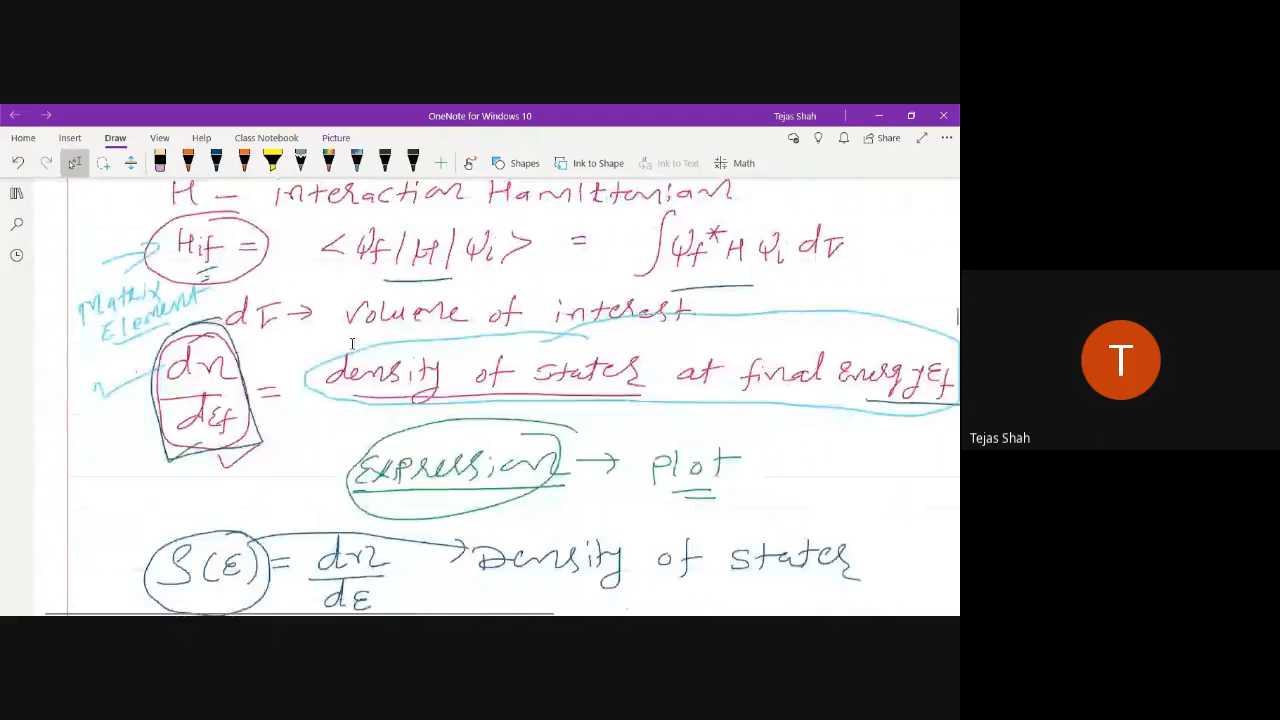 OneNote for Windows 10
Tejas Shah
Home Insert Draw View Help Class Notebook Picture
Share
Shapes Ink to Shape Ink to Text Math
H – interaction Hamiltonian
Hif = < ψf | H | ψi > = ∫ ψf* H ψi dτ
Matrix
Element
dτ → volume of interest
dn/dEf = density of states at final Energy Ef
Expression → plot
ρ(E) = dn/dE → Density of states
T
Tejas Shah